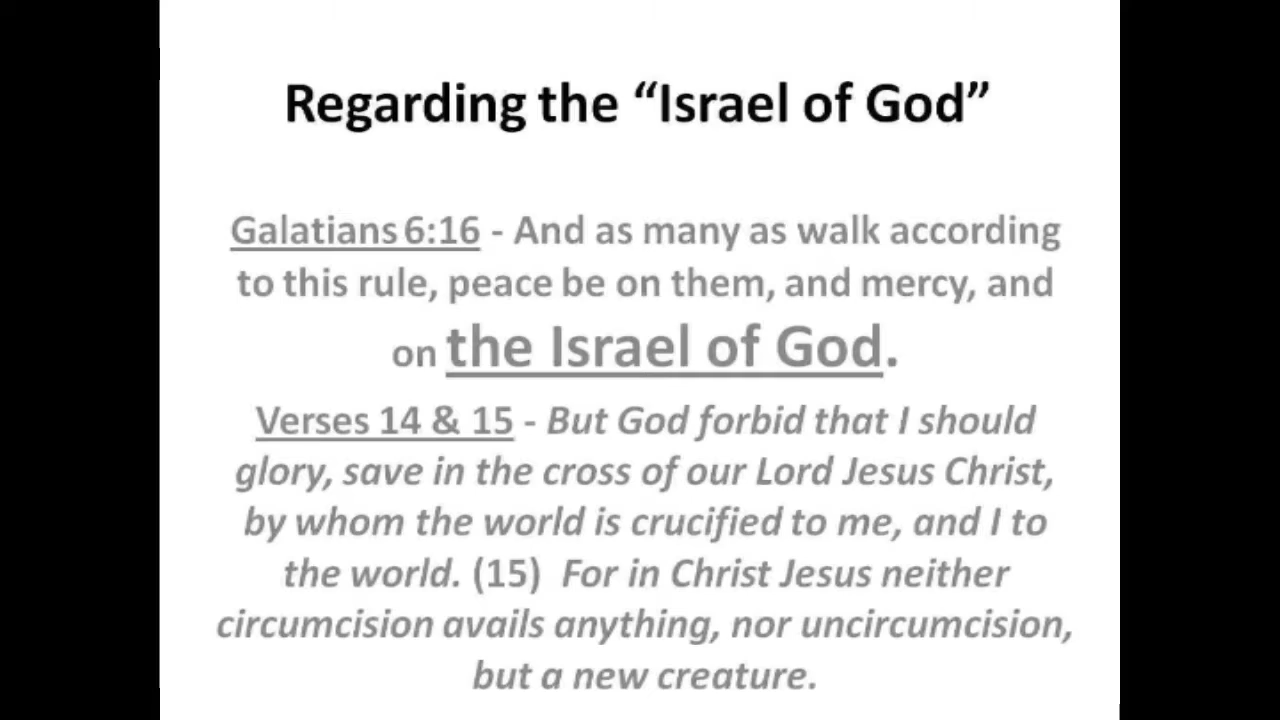 Regarding the “Israel of God”
Galatians 6:16 - And as many as walk according
to this rule, peace be on them, and mercy, and
on the Israel of God.
Verses 14 & 15 - But God forbid that I should
glory, save in the cross of our Lord Jesus Christ,
by whom the world is crucified to me, and I to
the world. (15) For in Christ Jesus neither
circumcision avails anything, nor uncircumcision,
but a new creature.